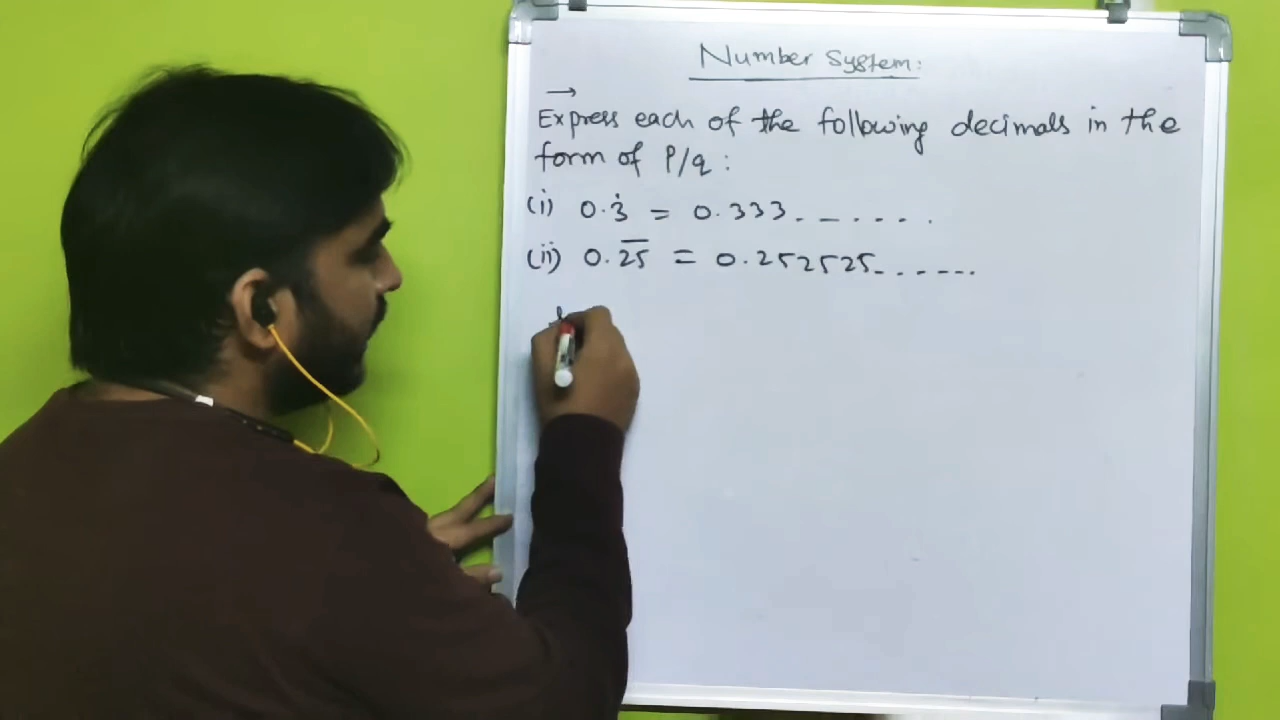 Number System:
Express each of the following decimals in the
form of P/q :
(i) 0.3̇ = 0.333. _ _ . . . . .
(ii) 0.2̅5̅ = 0.252525_ . . . _ _ . .